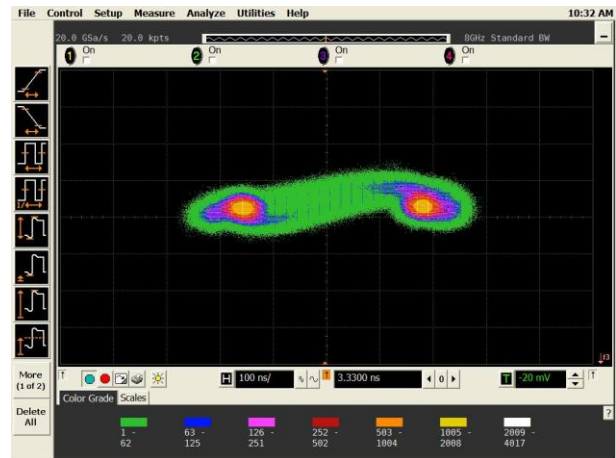 File Control Setup Measure Analyze Utilities Help 10:32 AM
20.0 GSa/s 20.0 kpts 8GHz Standard BW
1 On 2 On 3 On 4 On
More
(1 of 2)
H 100 ns/ 3.3300 ns 0 T -20 mV
Delete
All
Color Grade Scales ?
1 - 63 - 126 - 252 - 503 - 1005 - 2009 -
62 125 251 502 1004 2008 4017